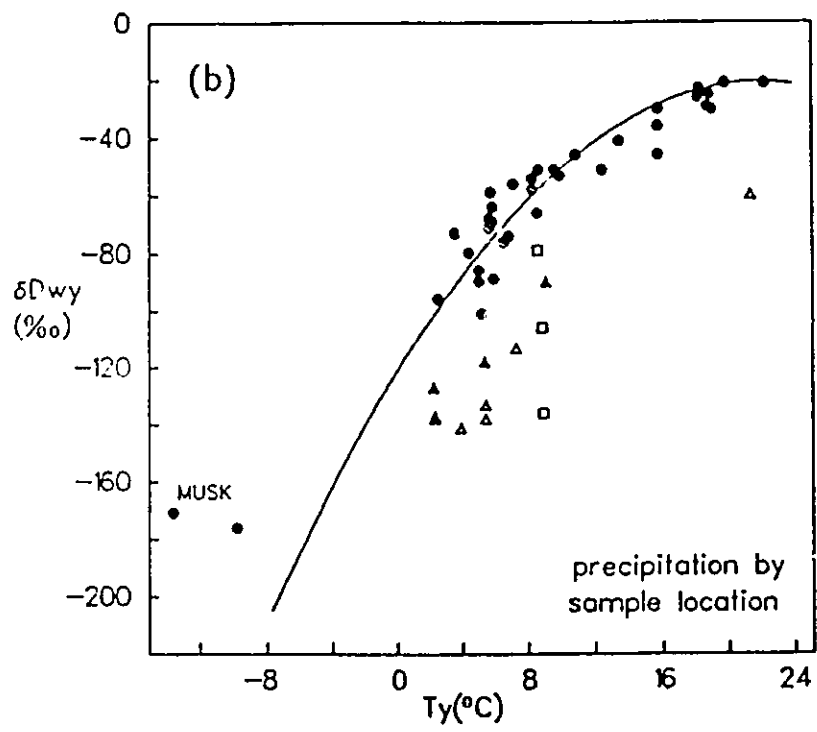 (b)
0
−40
−80
δDwy
(‰)
−120
−160
−200
MUSK
precipitation by
sample location
−8
0
8
16
24
Ty(°C)